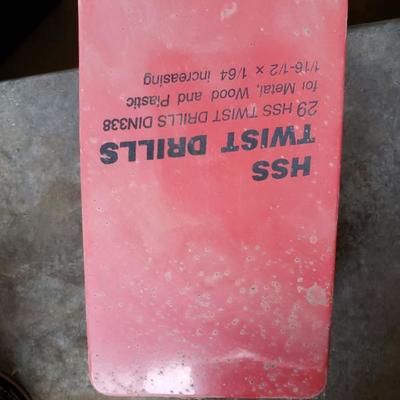 HSS
TWIST DRILLS
29 HSS TWIST DRILLS DIN338
for Metal, Wood and Plastic
1/16-1/2 x 1/64 increasing